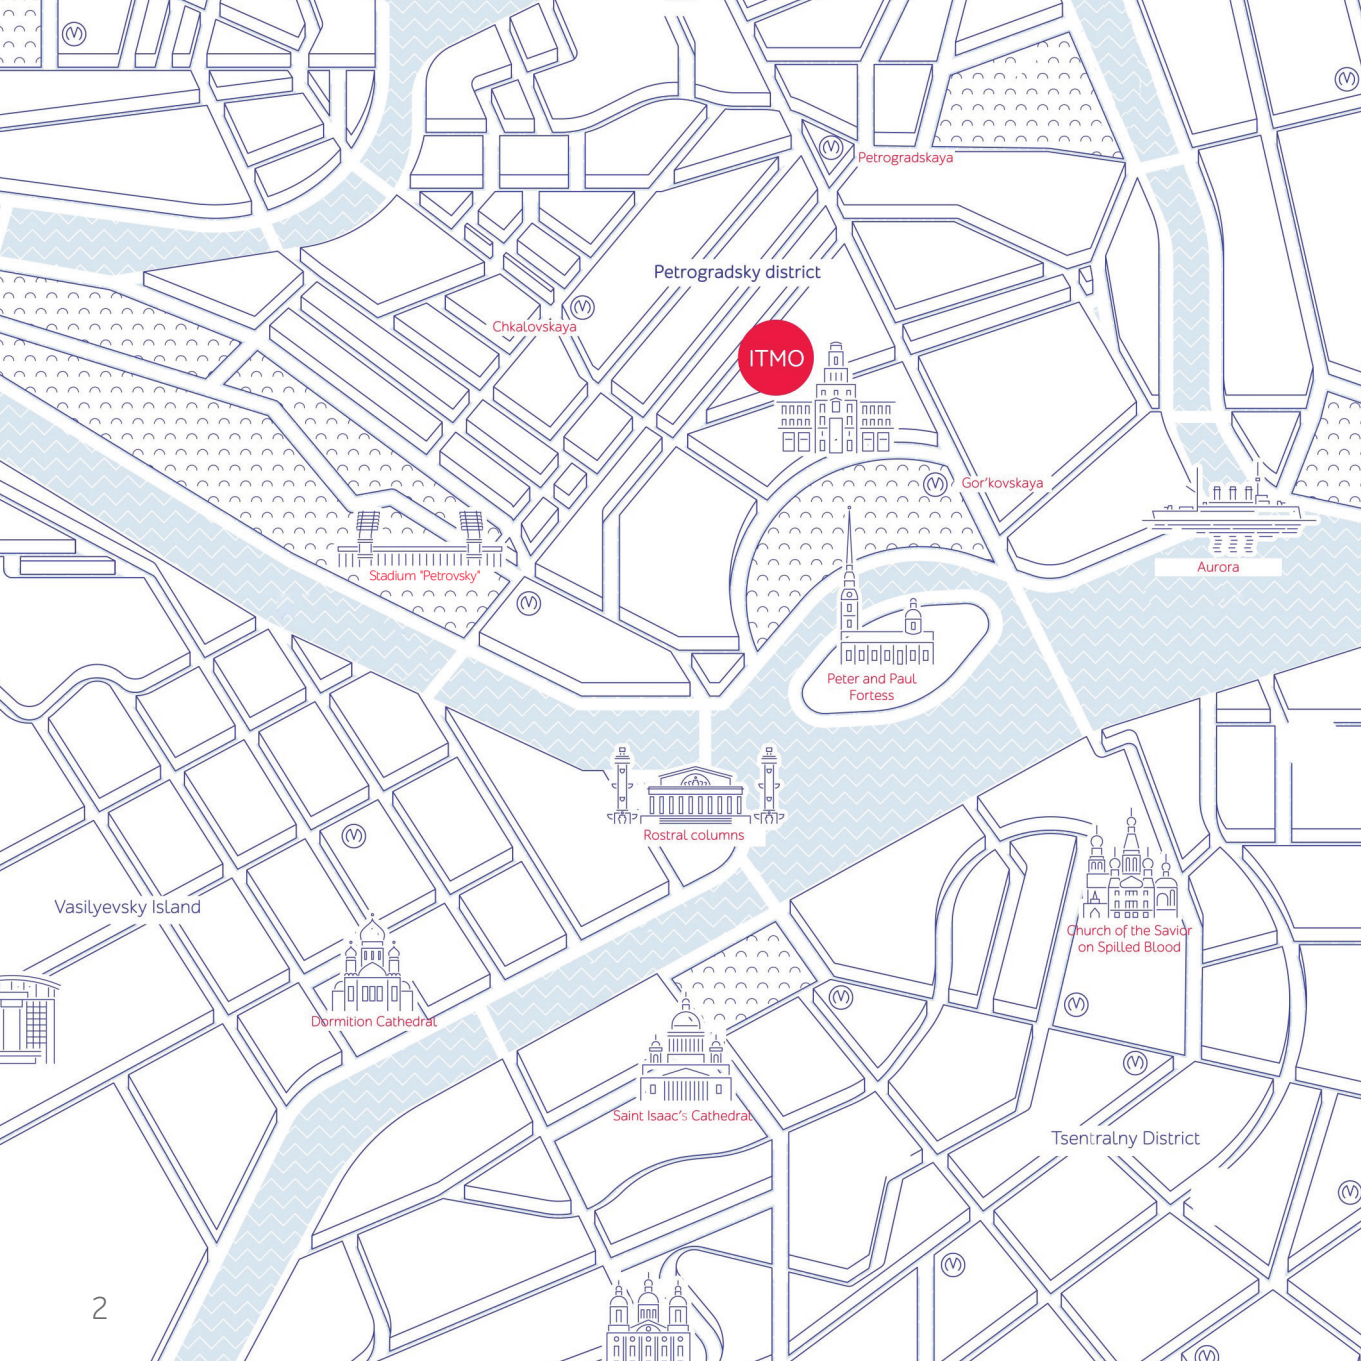 Petrogradskaya
Petrogradsky district
Chkalovskaya
ITMO
Gor'kovskaya
Aurora
Stadium "Petrovsky"
Peter and Paul
Fortess
Rostral columns
Vasilyevsky Island
Church of the Savior
on Spilled Blood
Dormition Cathedral
Saint Isaac's Cathedral
Tsentralny District
2